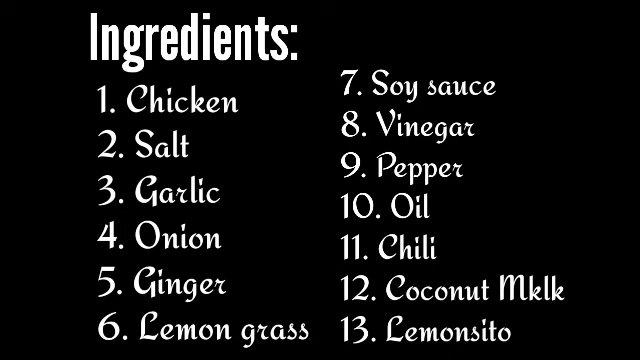 Ingredients:
1. Chicken
2. Salt
3. Garlic
4. Onion
5. Ginger
6. Lemon grass
7. Soy sauce
8. Vinegar
9. Pepper
10. Oil
11. Chili
12. Coconut Mklk
13. Lemonsito